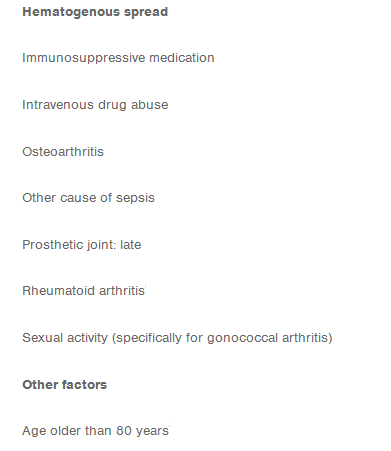 Hematogenous spread
Immunosuppressive medication
Intravenous drug abuse
Osteoarthritis
Other cause of sepsis
Prosthetic joint: late
Rheumatoid arthritis
Sexual activity (specifically for gonococcal arthritis)
Other factors
Age older than 80 years